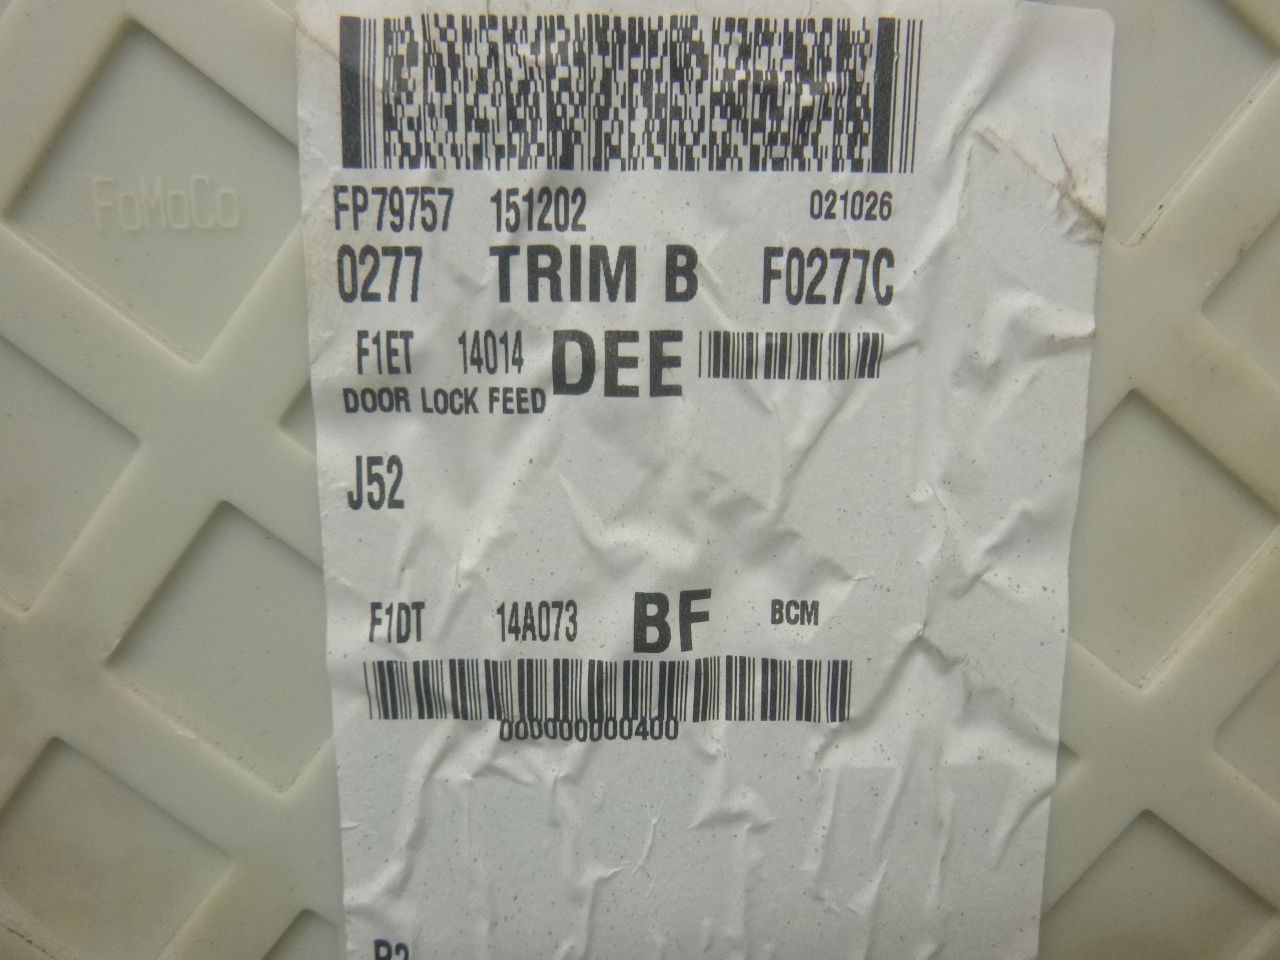 FoMoCo
FP79757 151202 021026
0277 TRIM B F0277C
F1ET 14014 DEE
DOOR LOCK FEED
J52
F1DT 14A073 BF BCM
000000000400